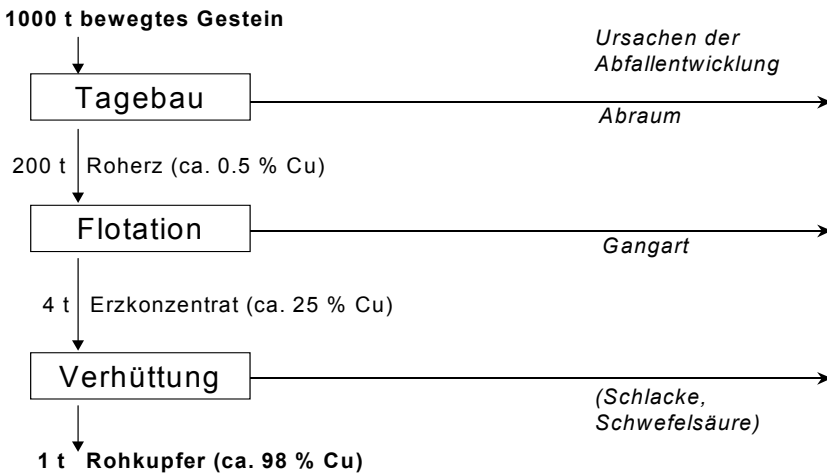 1000 t bewegtes Gestein
Ursachen der
Abfallentwicklung
Tagebau
Abraum
200 t Roherz (ca. 0.5 % Cu)
Flotation
Gangart
4 t Erzkonzentrat (ca. 25 % Cu)
Verhüttung
(Schlacke,
Schwefelsäure)
1 t Rohkupfer (ca. 98 % Cu)